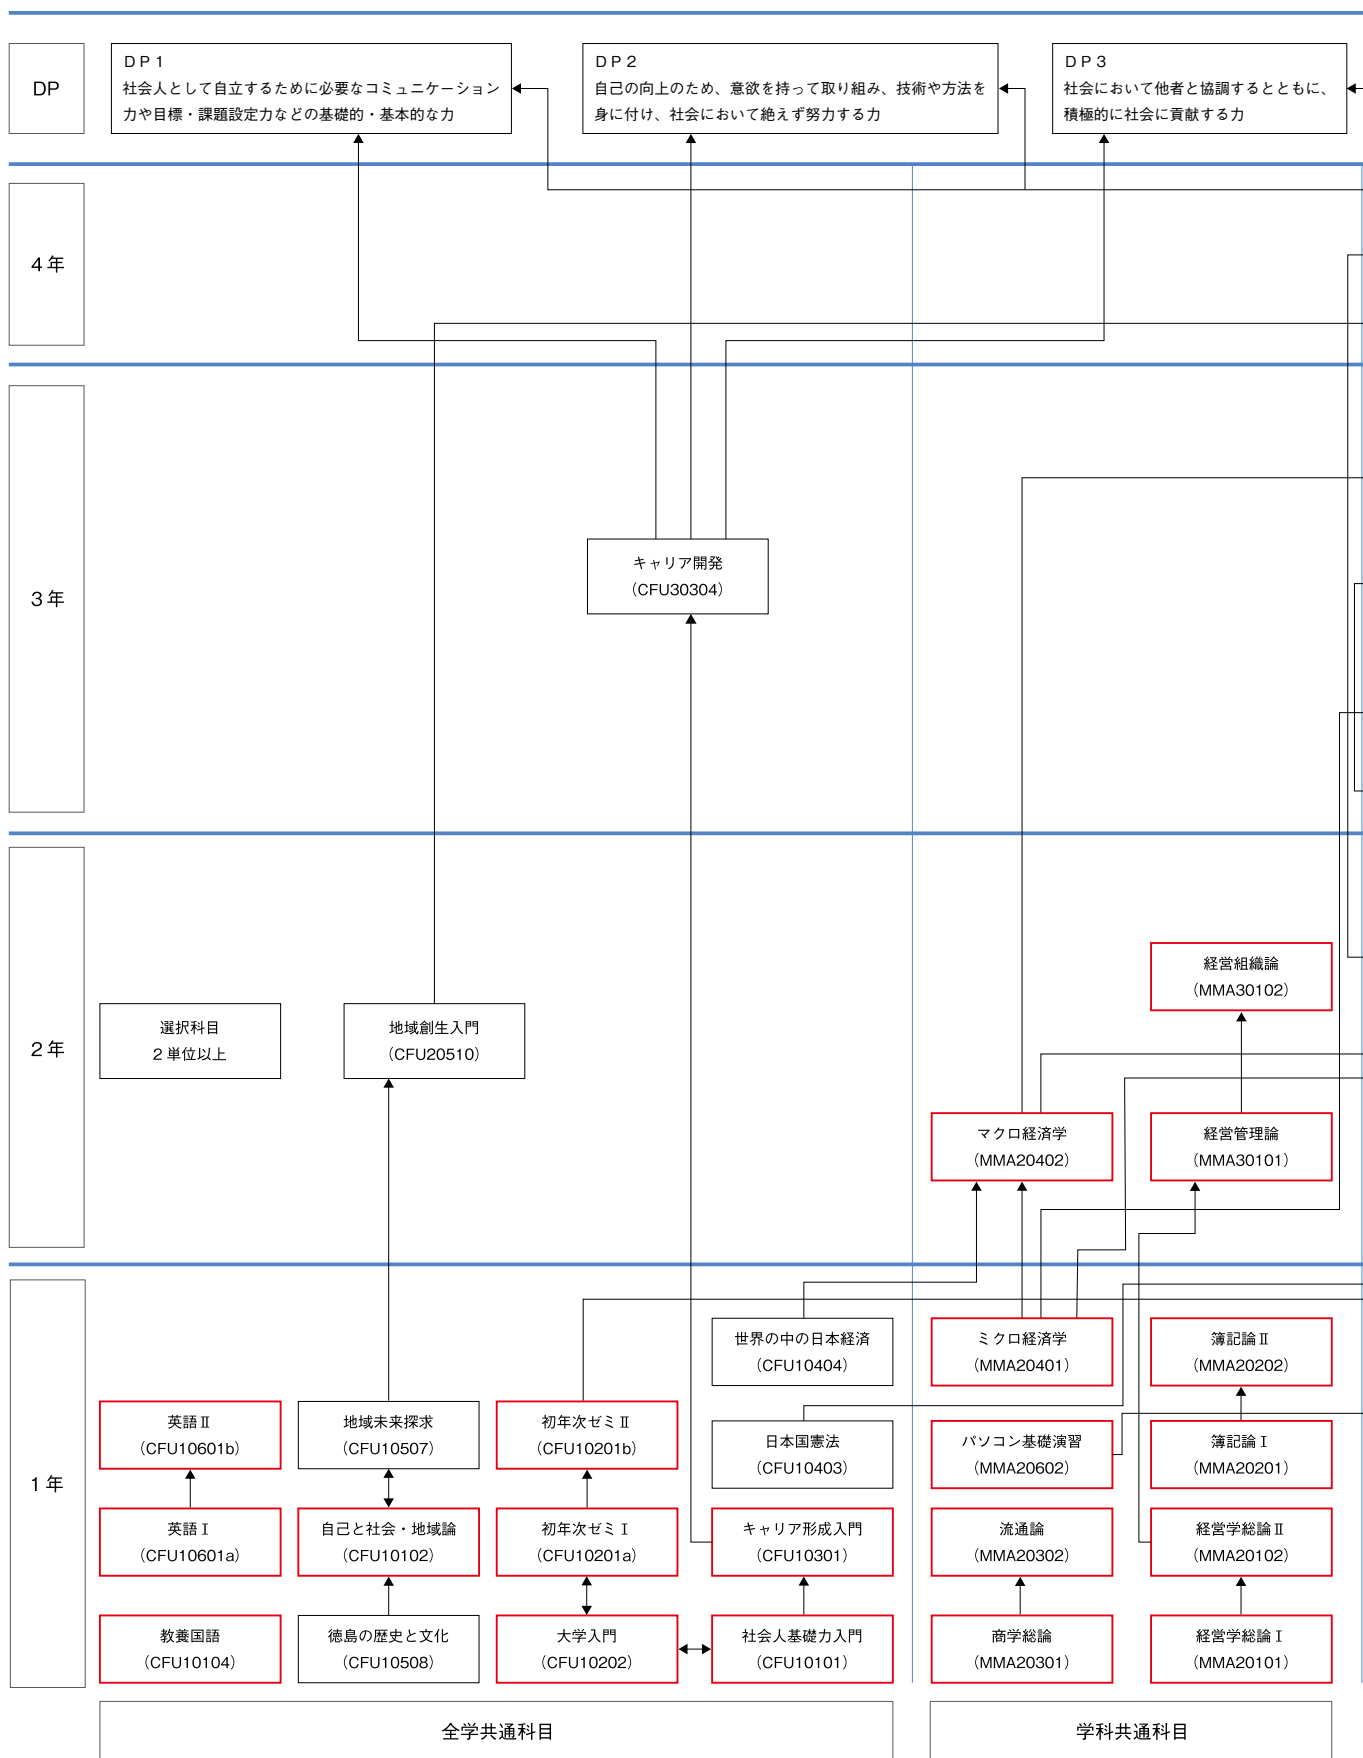 DP
DP1
社会人として自立するために必要なコミュニケーション
力や目標・課題設定力などの基礎的・基本的な力
DP2
自己の向上のため、意欲を持って取り組み、技術や方法を
身に付け、社会において絶えず努力する力
DP3
社会において他者と協調するとともに、
積極的に社会に貢献する力
4年
3年
キャリア開発
(CFU30304)
2年
選択科目
2単位以上
地域創生入門
(CFU20510)
経営組織論
(MMA30102)
マクロ経済学
(MMA20402)
経営管理論
(MMA30101)
1年
世界の中の日本経済
(CFU10404)
ミクロ経済学
(MMA20401)
簿記論Ⅱ
(MMA20202)
英語Ⅱ
(CFU10601b)
地域未来探求
(CFU10507)
初年次ゼミⅡ
(CFU10201b)
日本国憲法
(CFU10403)
パソコン基礎演習
(MMA20602)
簿記論Ⅰ
(MMA20201)
英語Ⅰ
(CFU10601a)
自己と社会・地域論
(CFU10102)
初年次ゼミⅠ
(CFU10201a)
キャリア形成入門
(CFU10301)
流通論
(MMA20302)
経営学総論Ⅱ
(MMA20102)
教養国語
(CFU10104)
徳島の歴史と文化
(CFU10508)
大学入門
(CFU10202)
社会人基礎力入門
(CFU10101)
商学総論
(MMA20301)
経営学総論Ⅰ
(MMA20101)
全学共通科目
学科共通科目